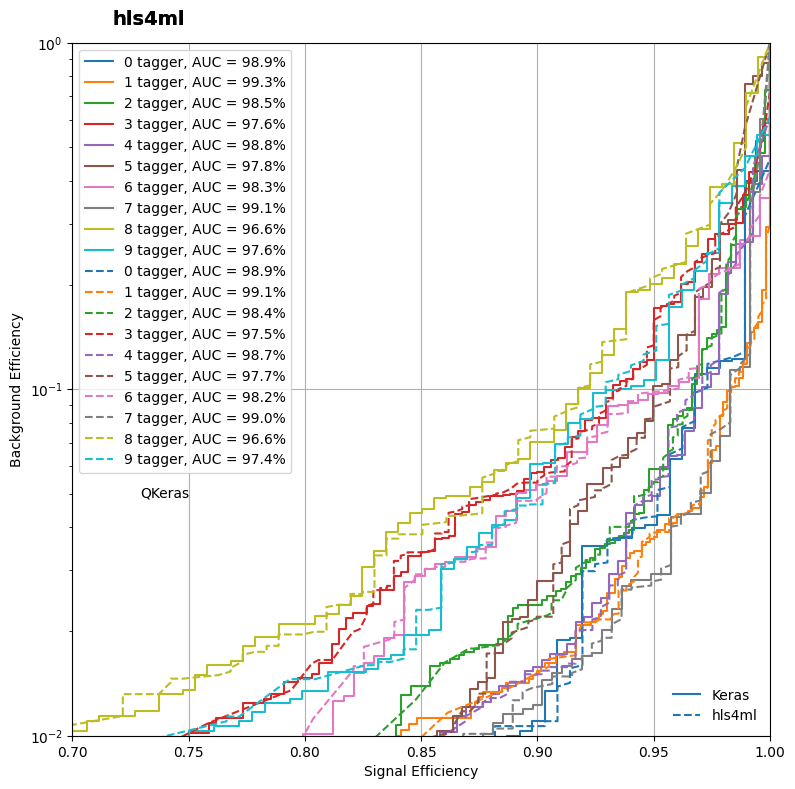 hls4ml
10⁰
0 tagger, AUC = 98.9%
1 tagger, AUC = 99.3%
2 tagger, AUC = 98.5%
3 tagger, AUC = 97.6%
4 tagger, AUC = 98.8%
5 tagger, AUC = 97.8%
6 tagger, AUC = 98.3%
7 tagger, AUC = 99.1%
8 tagger, AUC = 96.6%
9 tagger, AUC = 97.6%
0 tagger, AUC = 98.9%
1 tagger, AUC = 99.1%
2 tagger, AUC = 98.4%
3 tagger, AUC = 97.5%
4 tagger, AUC = 98.7%
5 tagger, AUC = 97.7%
6 tagger, AUC = 98.2%
7 tagger, AUC = 99.0%
8 tagger, AUC = 96.6%
9 tagger, AUC = 97.4%
Background Efficiency
10⁻¹
QKeras
Keras
hls4ml
10⁻²
0.70 0.75 0.80 0.85 0.90 0.95 1.00
Signal Efficiency